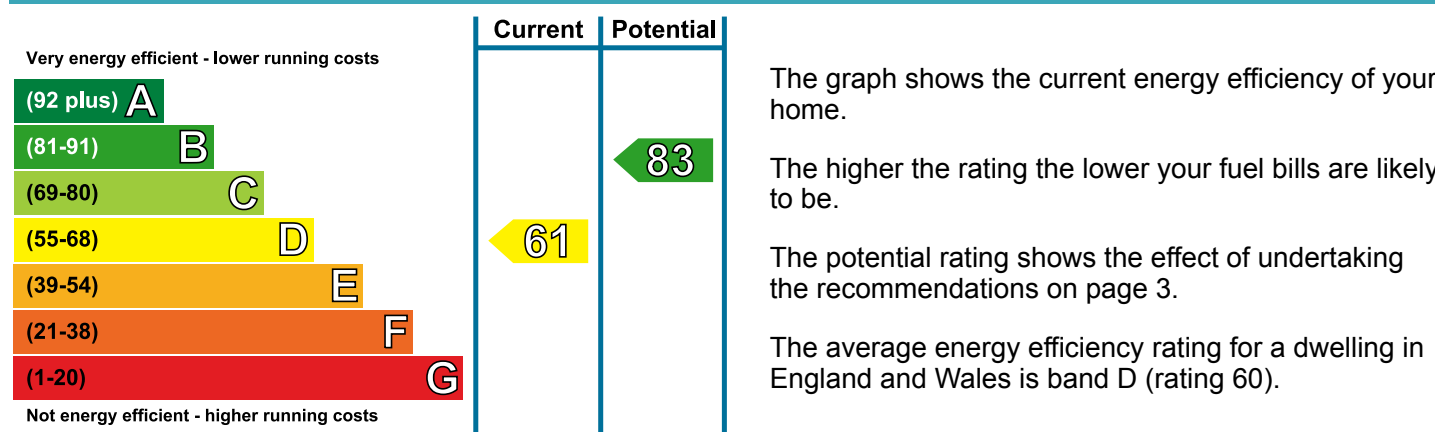 Current Potential
Very energy efficient - lower running costs
(92 plus) A
(81-91) B
(69-80) C
(55-68) D
(39-54) E
(21-38) F
(1-20) G
Not energy efficient - higher running costs
83
61
The graph shows the current energy efficiency of your
home.
The higher the rating the lower your fuel bills are likely
to be.
The potential rating shows the effect of undertaking
the recommendations on page 3.
The average energy efficiency rating for a dwelling in
England and Wales is band D (rating 60).